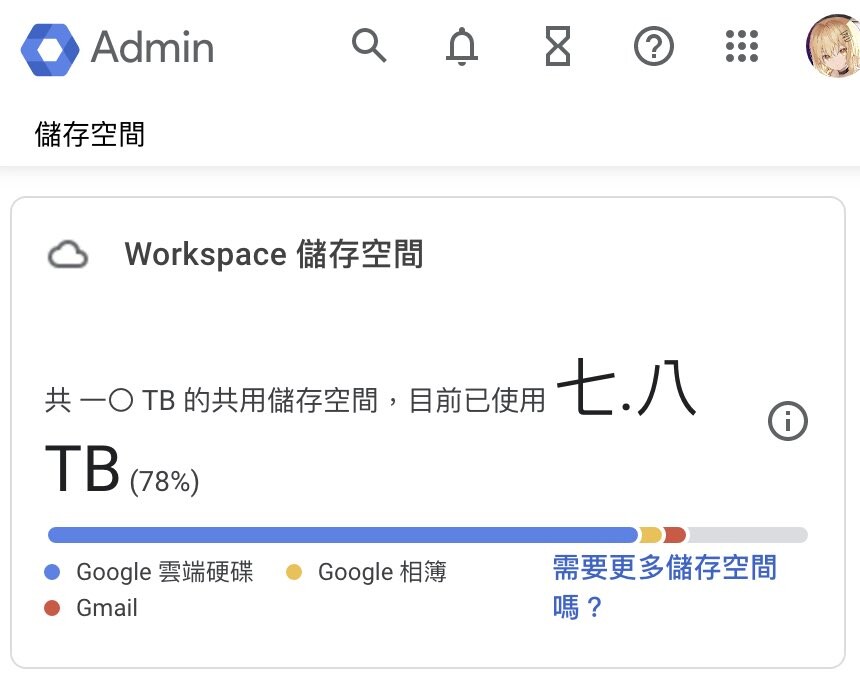 Admin
儲存空間
Workspace 儲存空間
共 一〇 TB 的共用儲存空間，目前已使用 七.八
TB (78%)
Google 雲端硬碟
Google 相簿
Gmail
需要更多儲存空間
嗎？